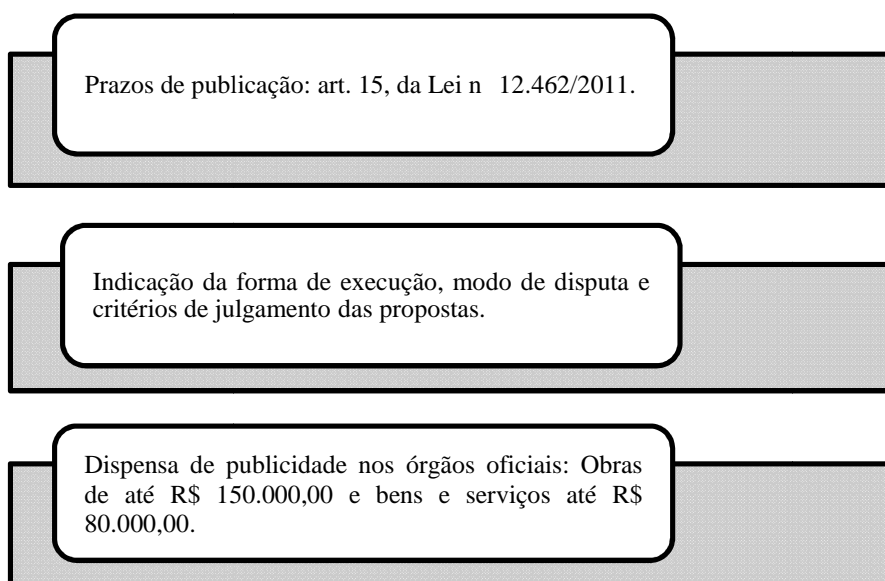 Prazos de publicação: art. 15, da Lei n 12.462/2011.
Indicação da forma de execução, modo de disputa e
critérios de julgamento das propostas.
Dispensa de publicidade nos órgãos oficiais: Obras
de até R$ 150.000,00 e bens e serviços até R$
80.000,00.